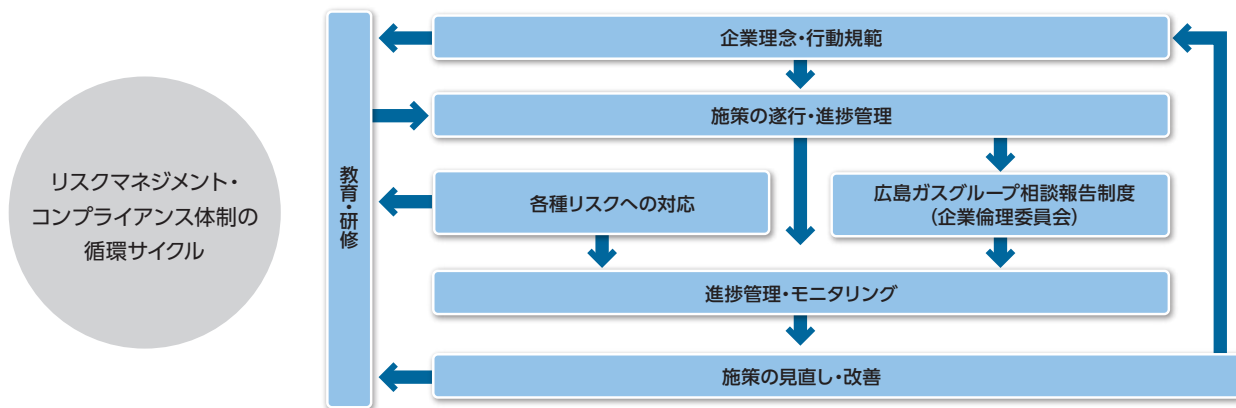 リスクマネジメント・
コンプライアンス体制の
循環サイクル
教育・研修
企業理念・行動規範
施策の遂行・進捗管理
各種リスクへの対応
広島ガスグループ相談報告制度
(企業倫理委員会)
進捗管理・モニタリング
施策の見直し・改善